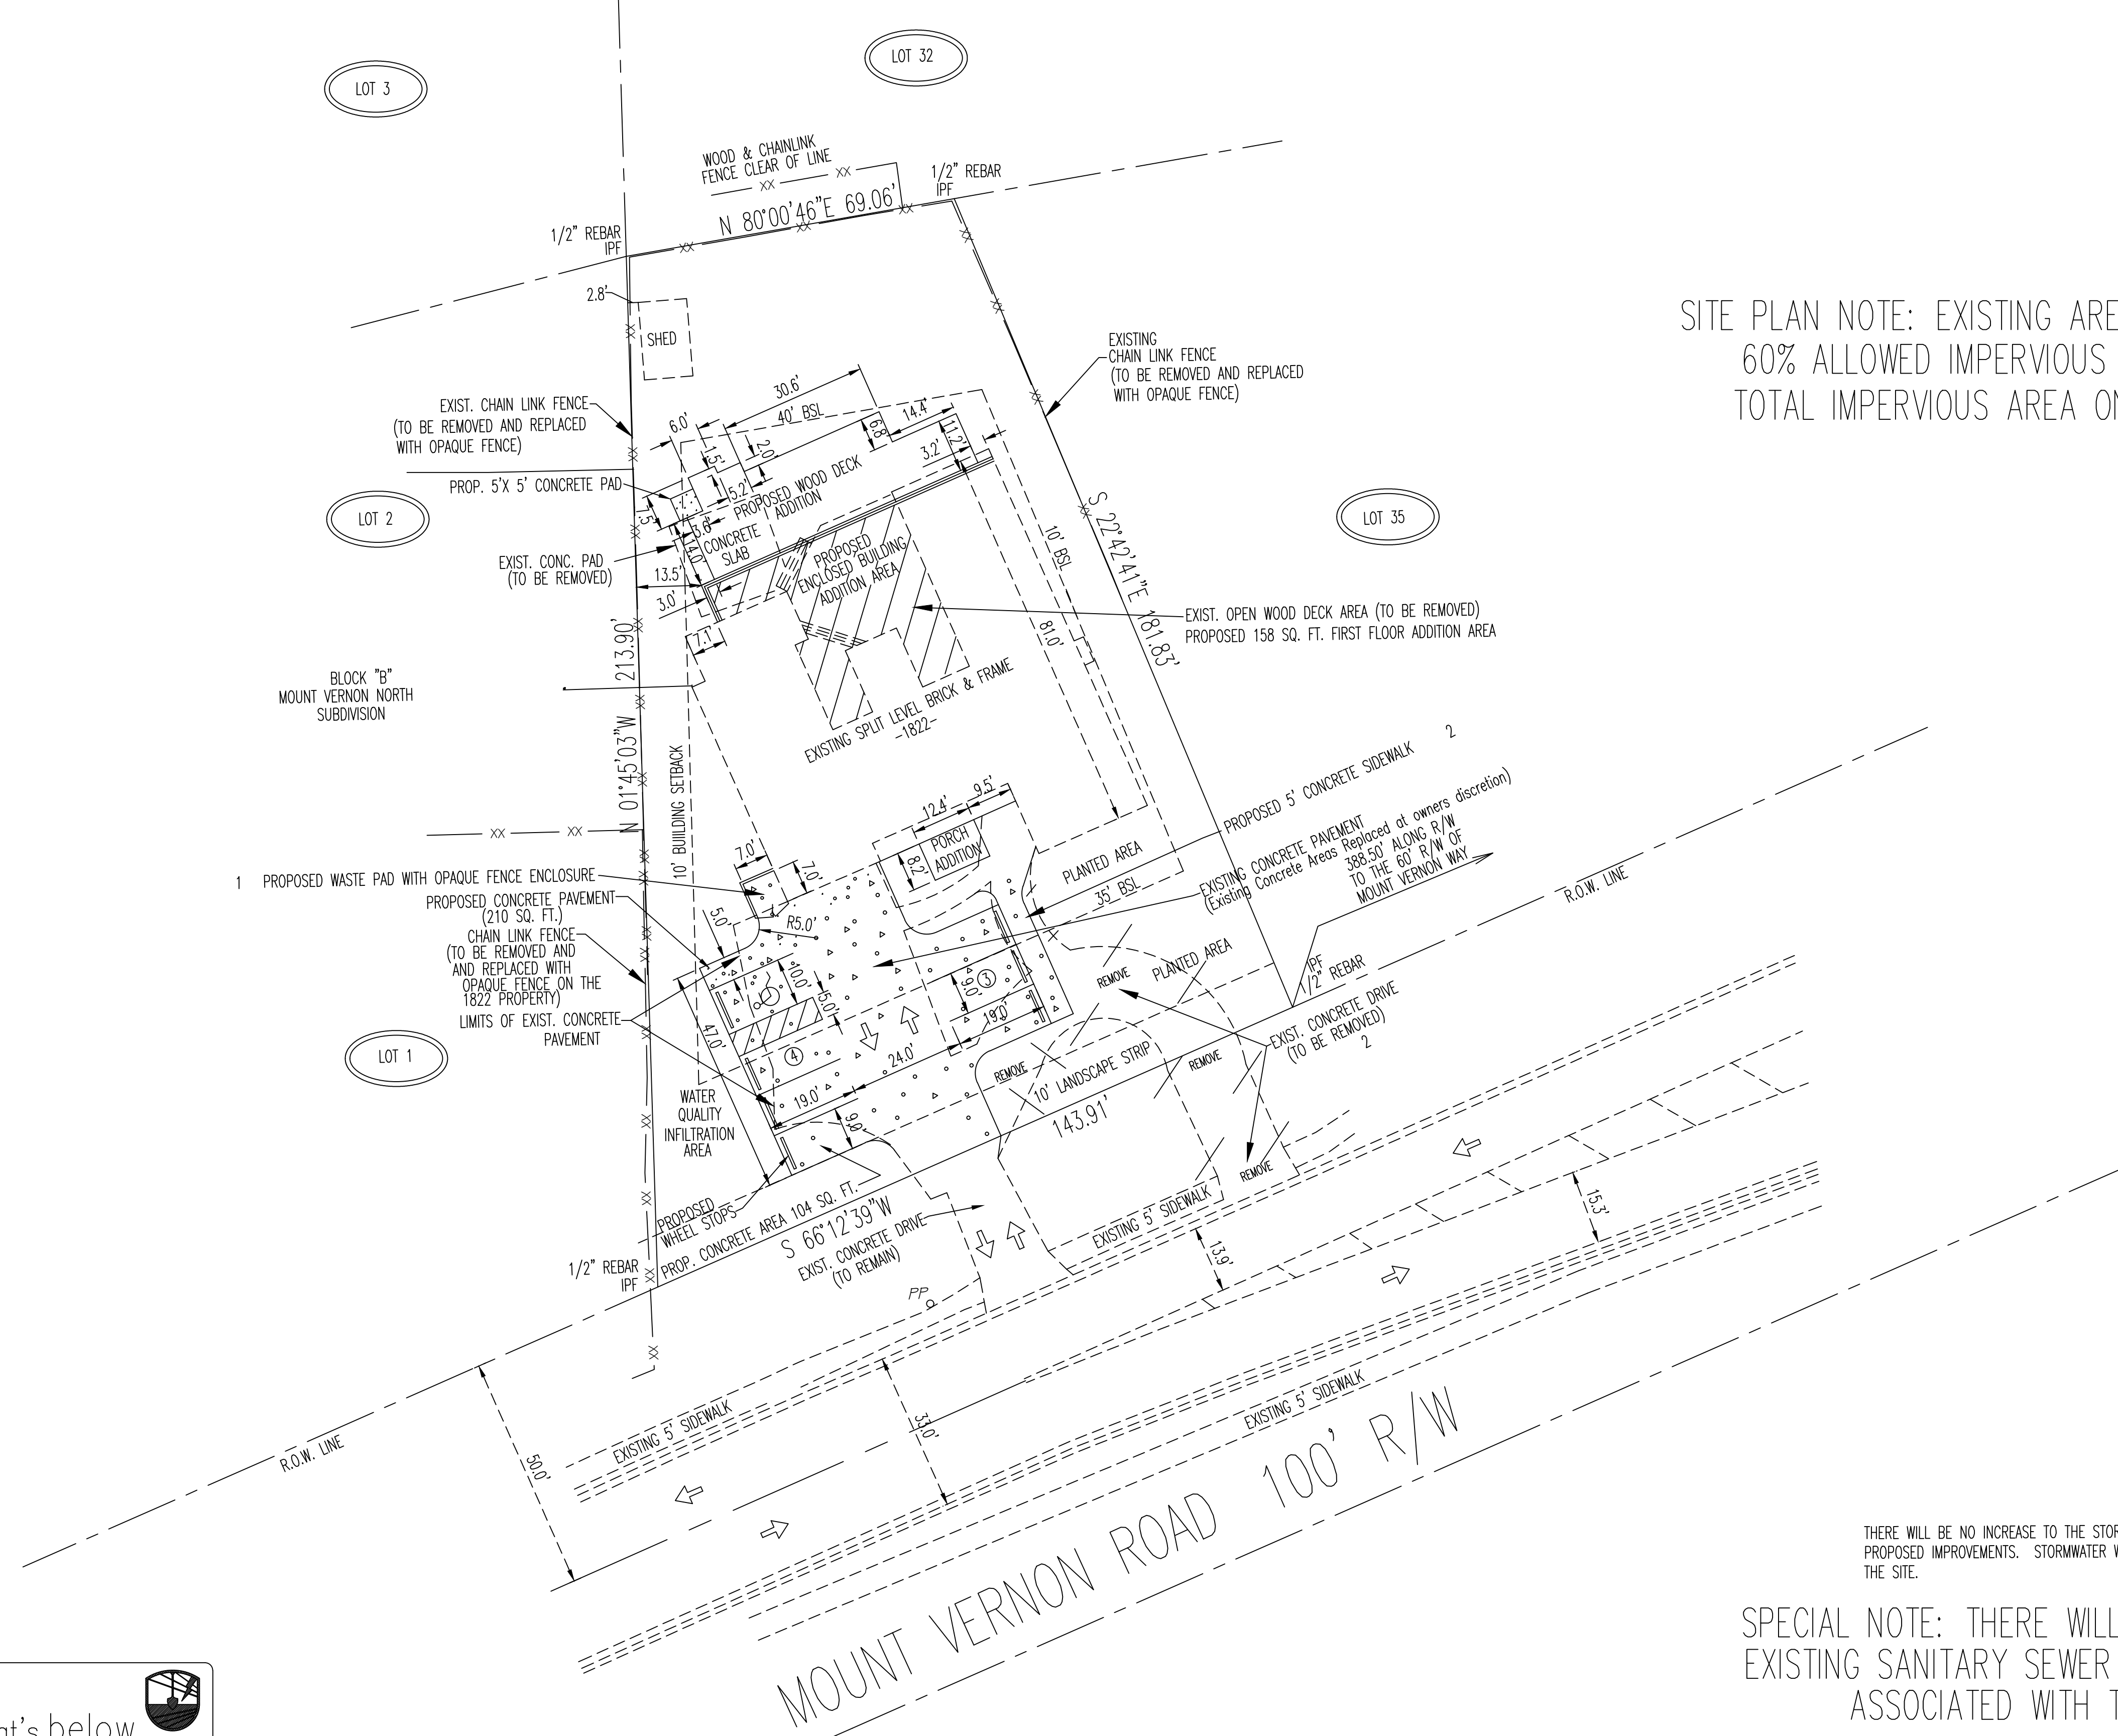 LOT 3
LOT 32
WOOD & CHAINLINK
FENCE CLEAR OF LINE
XX XX
1/2" REBAR
IPF
N 80°00'46"E 69.06'
1/2" REBAR
IPF
2.8'
SHED
SITE PLAN NOTE: EXISTING ARE
60% ALLOWED IMPERVIOUS
TOTAL IMPERVIOUS AREA ON
EXISTING
CHAIN LINK FENCE
(TO BE REMOVED AND REPLACED
WITH OPAQUE FENCE)
EXIST. CHAIN LINK FENCE
(TO BE REMOVED AND REPLACED
WITH OPAQUE FENCE)
30.6'
40' BSL
6.0'
14.4'
6.8'
11.2'
3.2'
1.5'
2.0'
5.2'
PROP. 5'X 5' CONCRETE PAD
7.5'
3.6'
PROPOSED WOOD DECK
ADDITION
CONCRETE
SLAB
14.0'
LOT 2
LOT 35
EXIST. CONC. PAD
(TO BE REMOVED)
13.5'
3.0'
7.1'
PROPOSED
ENCLOSED BUILDING
ADDITION AREA
10' BSL
S 22°42'41"E 181.83'
81.0'
EXIST. OPEN WOOD DECK AREA (TO BE REMOVED)
PROPOSED 158 SQ. FT. FIRST FLOOR ADDITION AREA
BLOCK "B"
MOUNT VERNON NORTH
SUBDIVISION
N 01°45'03"W 213.90'
EXISTING SPLIT LEVEL BRICK & FRAME
-1822-
10' BUIILDING SETBACK
XX XX
12.4'
9.5'
PORCH
ADDITION
8.2'
PLANTED AREA
35' BSL
PROPOSED 5' CONCRETE SIDEWALK 2
EXISTING CONCRETE PAVEMENT
(Existing Concrete Areas Replaced at owners discretion)
388.50' ALONG R/W
TO THE 60' R/W OF
MOUNT VERNON WAY
R.O.W. LINE
7.0'
7.0'
1 PROPOSED WASTE PAD WITH OPAQUE FENCE ENCLOSURE
PROPOSED CONCRETE PAVEMENT
(210 SQ. FT.)
CHAIN LINK FENCE
(TO BE REMOVED AND
AND REPLACED WITH
OPAQUE FENCE ON THE
1822 PROPERTY)
LIMITS OF EXIST. CONCRETE
PAVEMENT
5.0'
R5.0'
10.0'
5.0'
47.0'
4
3
9.0'
19.0'
24.0'
19.0'
9.0'
REMOVE
PLANTED AREA
IPF
1/2" REBAR
EXIST. CONCRETE DRIVE
(TO BE REMOVED)
2
REMOVE
REMOVE
REMOVE
10' LANDSCAPE STRIP
143.91'
LOT 1
WATER
QUALITY
INFILTRATION
AREA
PROPOSED
WHEEL STOPS
PROP. CONCRETE AREA 104 SQ. FT.
S 66°12'39"W
EXIST. CONCRETE DRIVE
(TO REMAIN)
1/2" REBAR
IPF
PP
EXISTING 5' SIDEWALK
13.9'
15.3'
EXISTING 5' SIDEWALK
EXISTING 5' SIDEWALK
33.0'
50.0'
R.O.W. LINE
MOUNT VERNON ROAD 100' R/W
THERE WILL BE NO INCREASE TO THE STOR
PROPOSED IMPROVEMENTS. STORMWATER W
THE SITE.
SPECIAL NOTE: THERE WILL
EXISTING SANITARY SEWER
ASSOCIATED WITH T
at's below